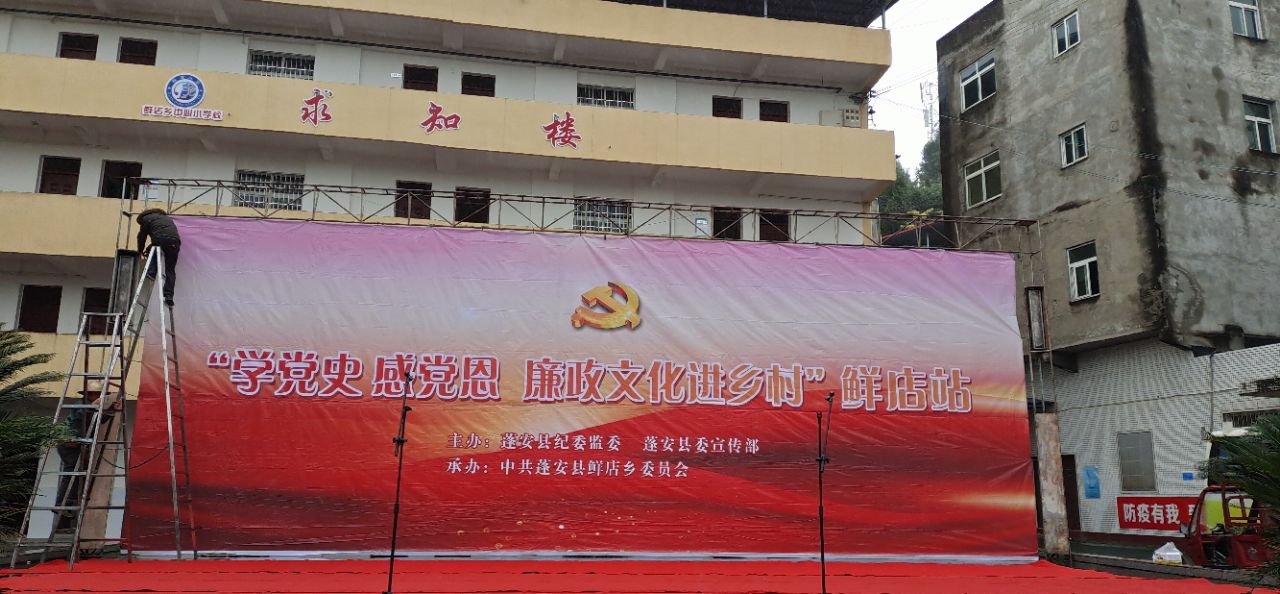 鲜店乡中心小学校
求知楼
“学党史 感党恩 廉政文化进乡村”鲜店站
主办：蓬安县纪委监委 蓬安县委宣传部
承办：中共蓬安县鲜店乡委员会
防疫有我